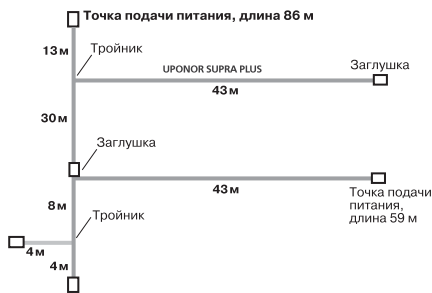 Точка подачи питания, длина 86 м
13 м
Тройник
UPONOR SUPRA PLUS
Заглушка
43 м
30 м
Заглушка
43 м
8 м
Точка подачи
питания,
длина 59 м
Тройник
4 м
4 м